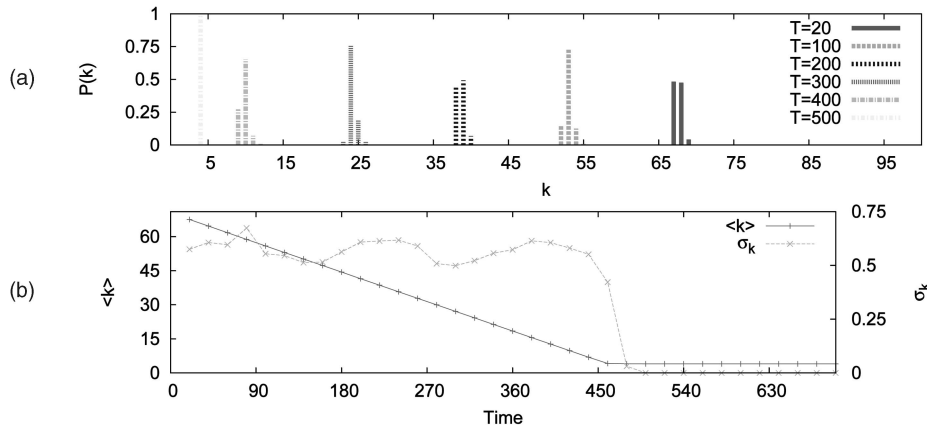 (a)
P(k)
1
0.75
0.5
0.25
0
T=20
T=100
T=200
T=300
T=400
T=500
5 15 25 35 45 55 65 75 85 95
k
(b)
<k>
60
45
30
15
0
<k>
σk
0.75
0.5
0.25
0
σk
0 90 180 270 360 450 540 630
Time